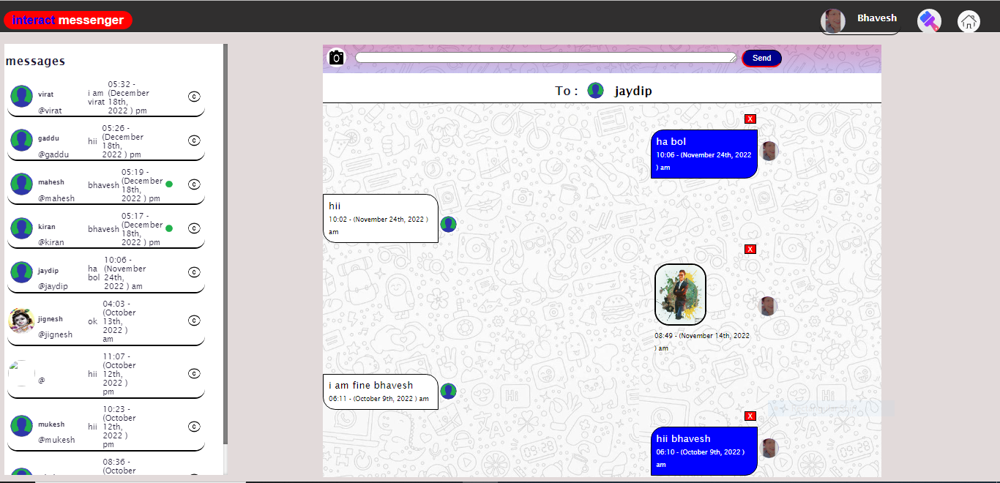 interact messenger
Bhavesh
messages
virat
@virat
i am
virat
05:32 -
(December
18th,
2022 ) pm
C
gaddu
@gaddu
hii
05:26 -
(December
18th,
2022 ) pm
C
mahesh
@mahesh
bhavesh
05:19 -
(December
18th,
2022 ) pm
C
kiran
@kiran
bhavesh
05:17 -
(December
18th,
2022 ) pm
C
jaydip
@jaydip
ha
bol
10:06 -
(November
24th,
2022 ) am
C
jignesh
@jignesh
ok
04:03 -
(October
13th,
2022 )
am
C
@
hii
11:07 -
(October
12th,
2022 )
pm
C
mukesh
@mukesh
hii
10:23 -
(October
12th,
2022 )
pm
C
08:36 -
(October
Send
To : jaydip
X
ha bol
10:06 - (November 24th, 2022
) am
hii
10:02 - (November 24th, 2022 )
am
X
08:49 - (November 14th, 2022
) am
i am fine bhavesh
06:11 - (October 9th, 2022 ) am
Hi
Hi
X
hii bhavesh
06:10 - (October 9th, 2022 )
am
09:28